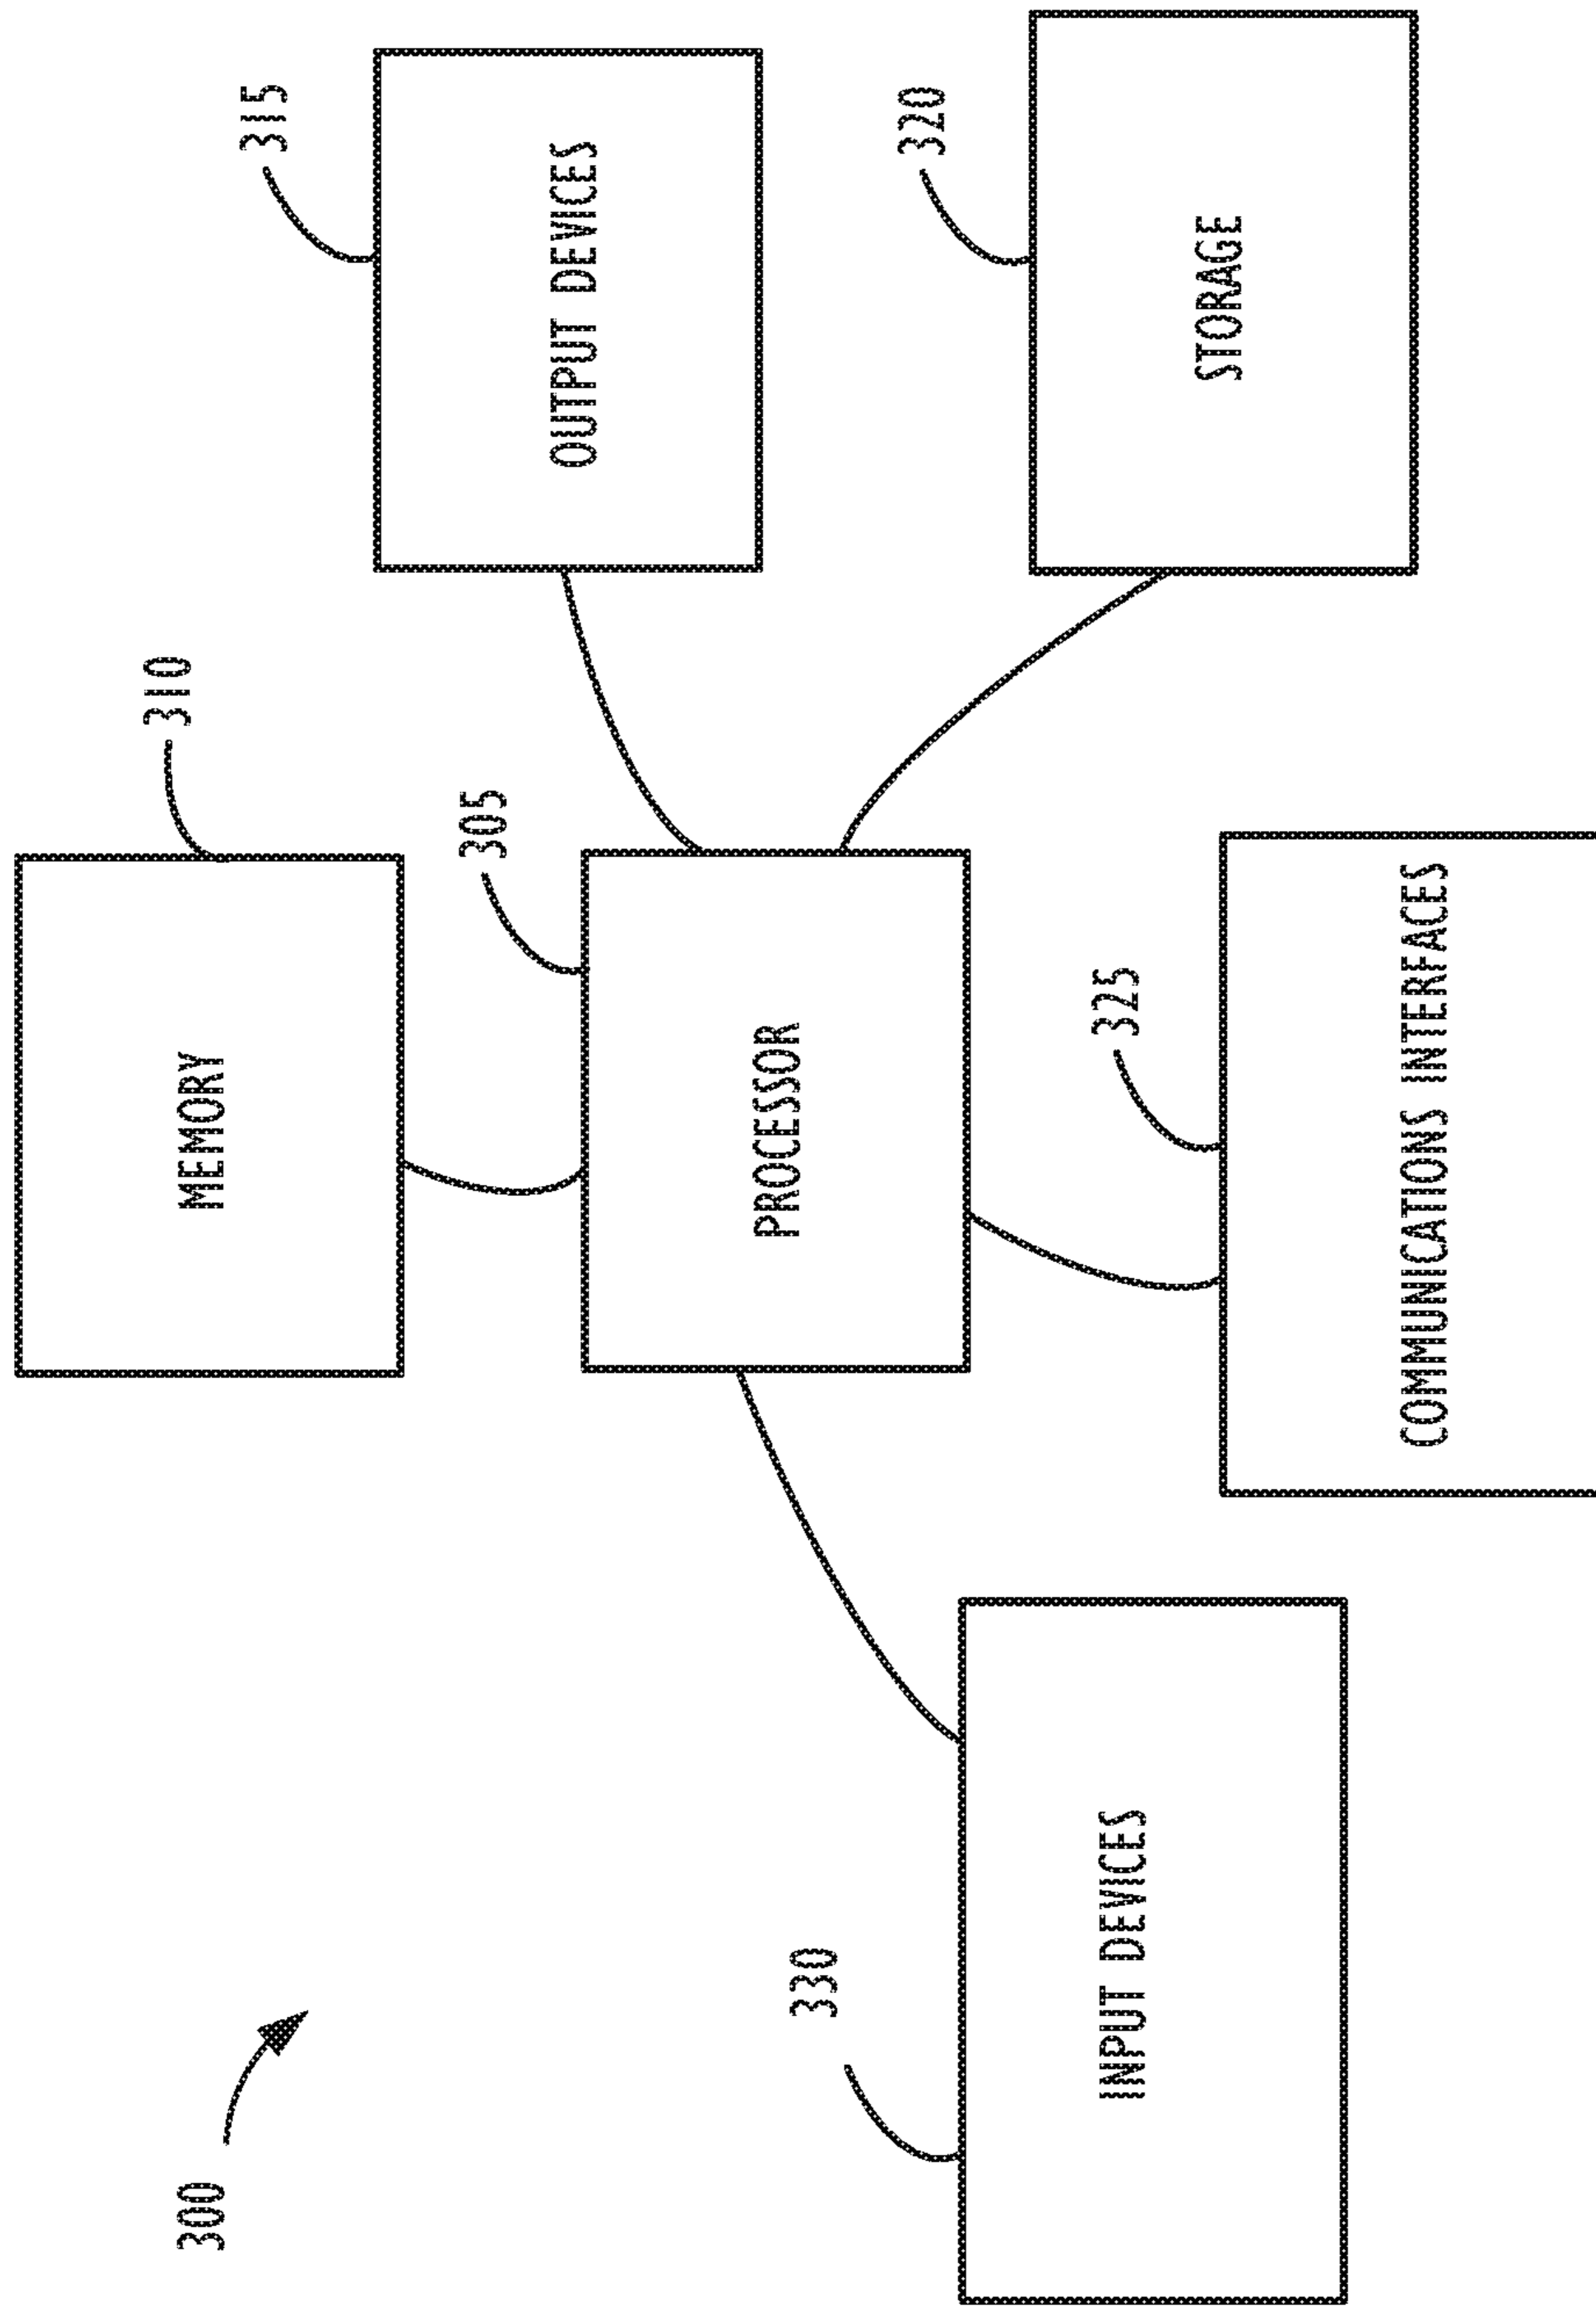 300
310
MEMORY
315
OUTPUT DEVICES
305
PROCESSOR
330
INPUT DEVICES
320
STORAGE
325
COMMUNICATIONS INTERFACES